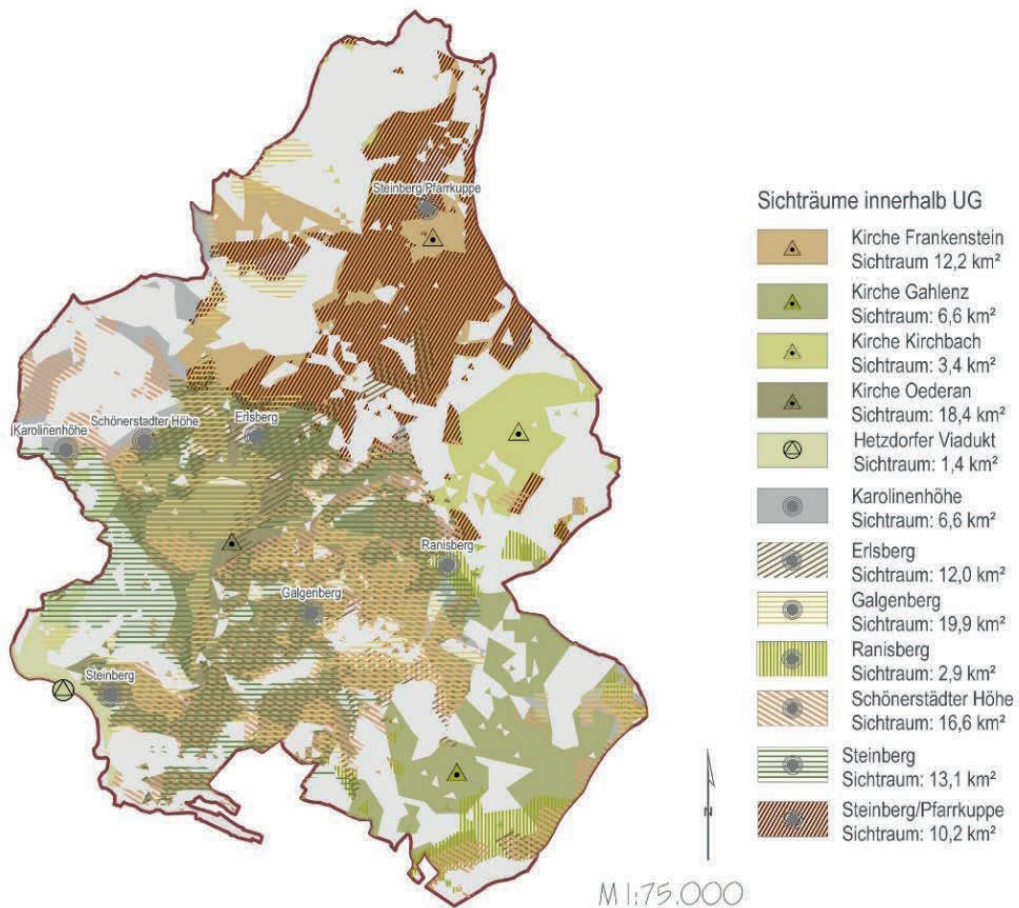 Steinberg/Pfarrkuppe
Schönerstadter Höhe
Erlsberg
Karolinenhöhe
Ranisberg
Galgenberg
Steinberg
N
M 1:75.000
Sichträume innerhalb UG
Kirche Frankenstein
Sichtraum 12,2 km²
Kirche Gahlenz
Sichtraum: 6,6 km²
Kirche Kirchbach
Sichtraum: 3,4 km²
Kirche Oederan
Sichtraum: 18,4 km²
Hetzdorfer Viadukt
Sichtraum: 1,4 km²
Karolinenhöhe
Sichtraum: 6,6 km²
Erlsberg
Sichtraum: 12,0 km²
Galgenberg
Sichtraum: 19,9 km²
Ranisberg
Sichtraum: 2,9 km²
Schönerstädter Höhe
Sichtraum: 16,6 km²
Steinberg
Sichtraum: 13,1 km²
Steinberg/Pfarrkuppe
Sichtraum: 10,2 km²